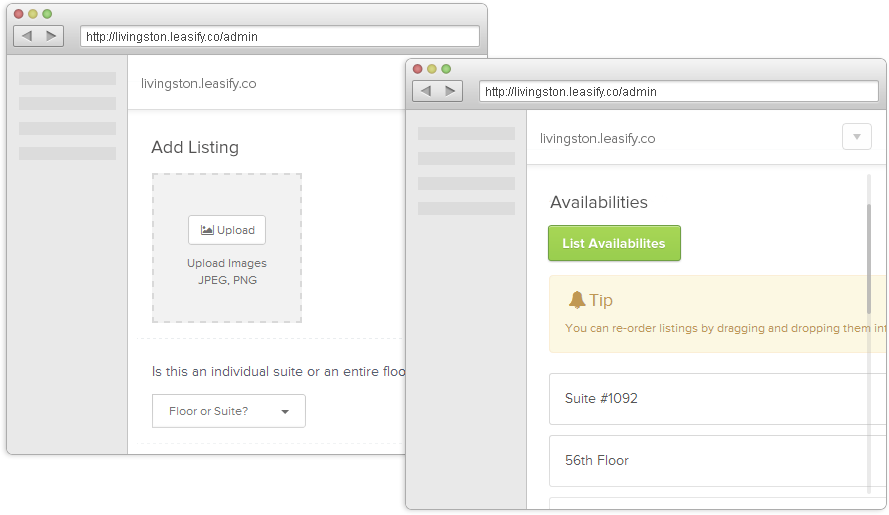 http://livingston.leasify.co/admin
livingston.leasify.co
Add Listing
Upload
Upload Images
JPEG, PNG
Is this an individual suite or an entire floo
Floor or Suite?
http://livingston.leasify.co/admin
livingston.leasify.co
Availabilities
List Availabilites
Tip
You can re-order listings by dragging and dropping them int
Suite #1092
56th Floor